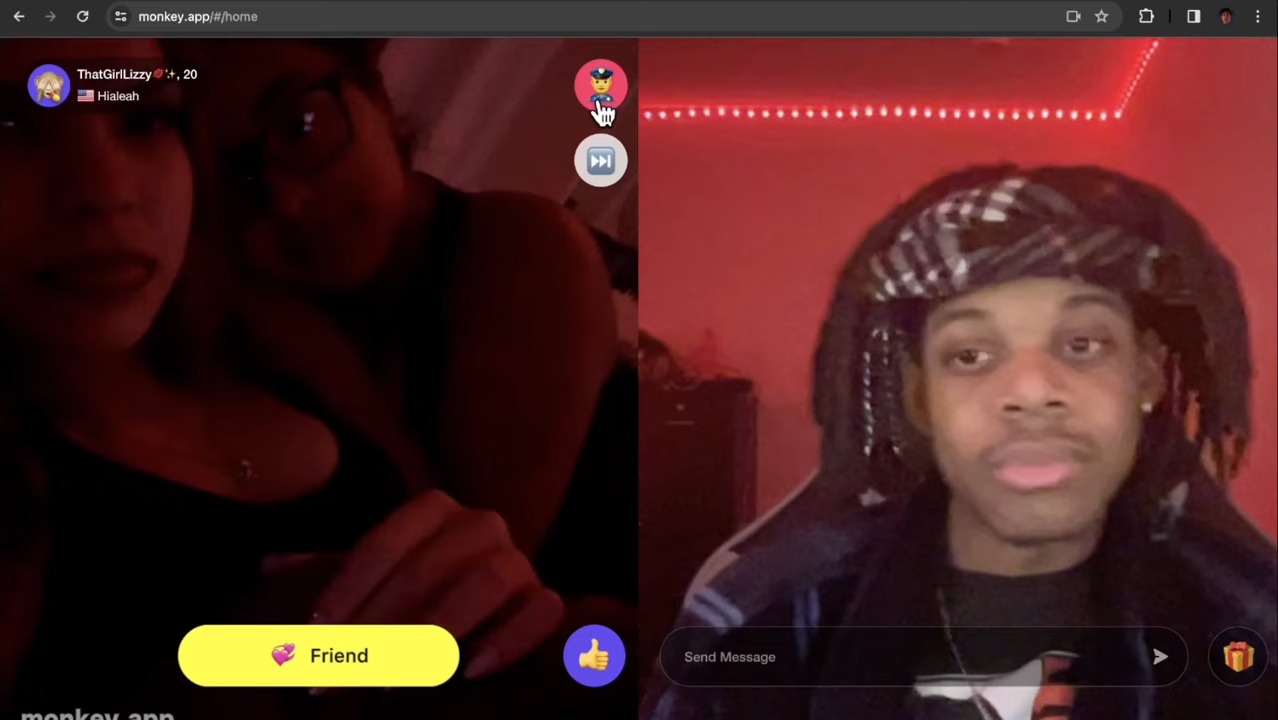 monkey.app/#/home
ThatGirlLizzy💋✨, 20
Hialeah
Friend
Send Message
monkey.app